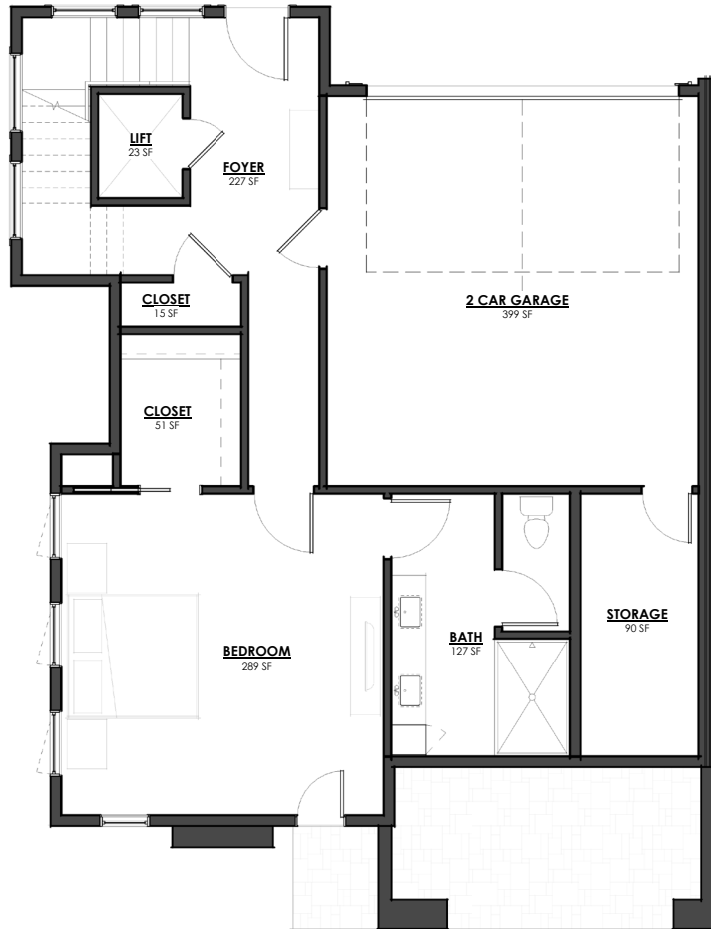 LIFT
23 SF
FOYER
227 SF
CLOSET
15 SF
2 CAR GARAGE
399 SF
CLOSET
51 SF
STORAGE
90 SF
BATH
127 SF
BEDROOM
289 SF